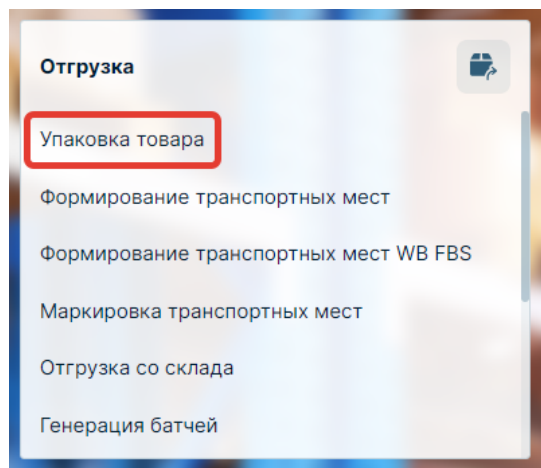 Отгрузка
Упаковка товара
Формирование транспортных мест
Формирование транспортных мест WB FBS
Маркировка транспортных мест
Отгрузка со склада
Генерация батчей